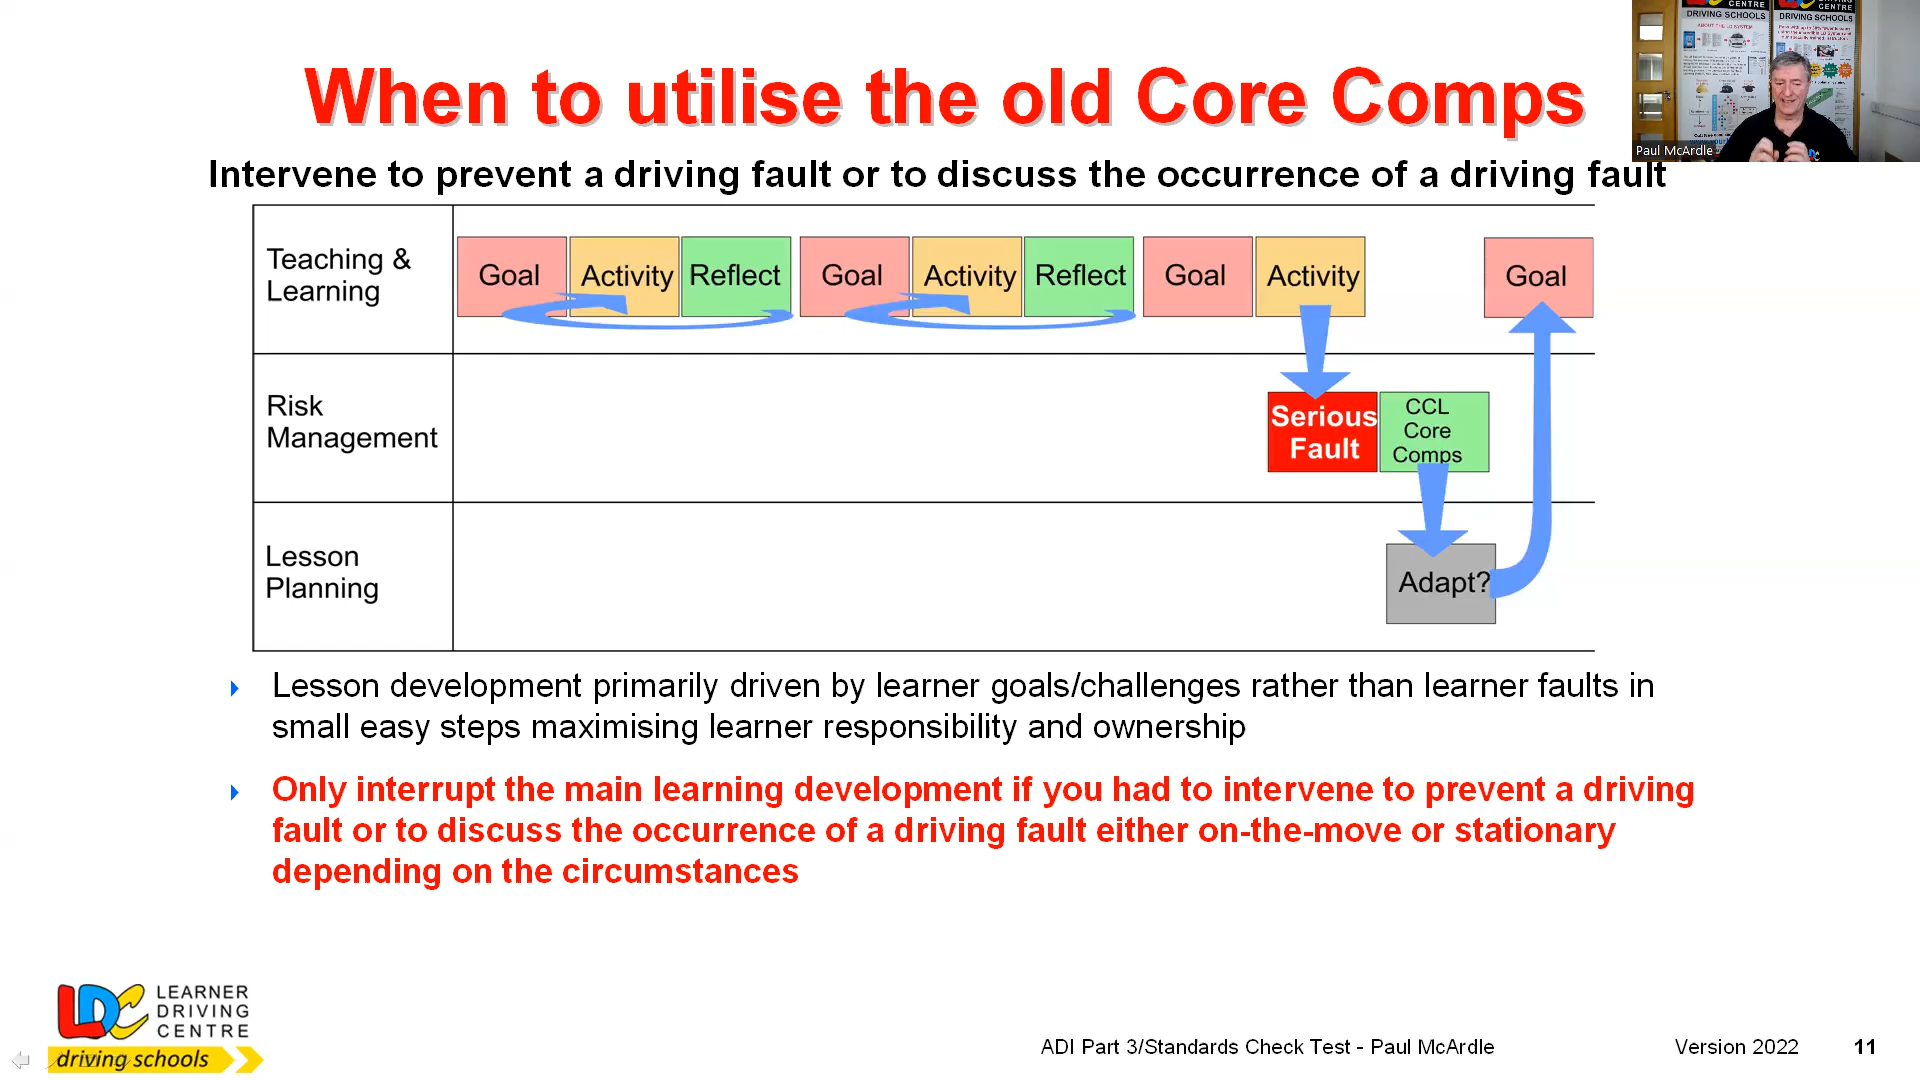 When to utilise the old Core Comps
Intervene to prevent a driving fault or to discuss the occurrence of a driving fault
CENTRE
CENTRE
DRIVING SCHOOLS
DRIVING SCHOOLS
Paul McArdle
Teaching &
Learning
Goal
Activity
Reflect
Goal
Activity
Reflect
Goal
Activity
Goal
Risk
Management
Serious
Fault
CCL
Core
Comps
Lesson
Planning
Adapt?
Lesson development primarily driven by learner goals/challenges rather than learner faults in
small easy steps maximising learner responsibility and ownership
Only interrupt the main learning development if you had to intervene to prevent a driving
fault or to discuss the occurrence of a driving fault either on-the-move or stationary
depending on the circumstances
LDC
LEARNER
DRIVING
CENTRE
driving schools
ADI Part 3/Standards Check Test - Paul McArdle
Version 2022
11